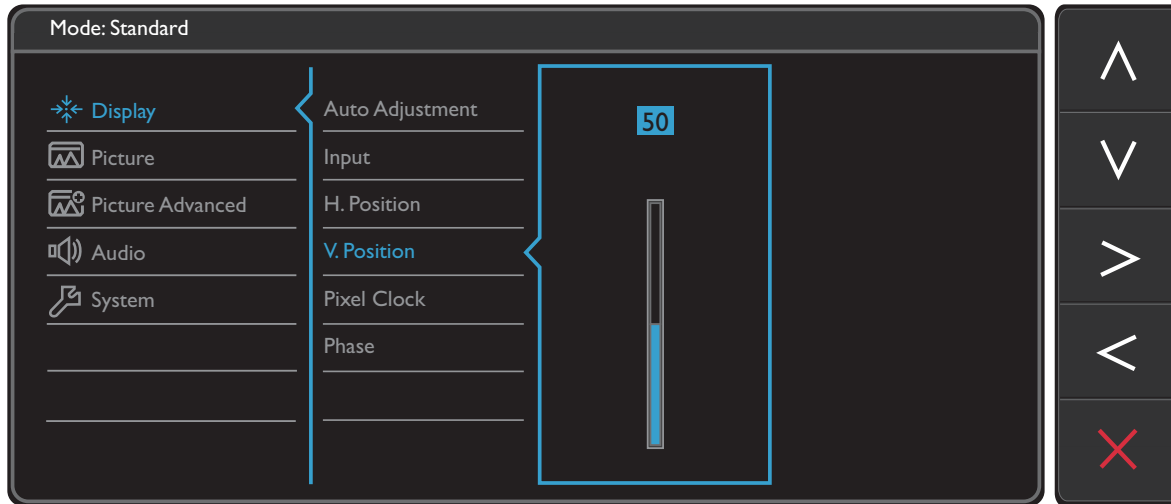 Mode: Standard
Display
Picture
Picture Advanced
Audio
System
Auto Adjustment
Input
H. Position
V. Position
Pixel Clock
Phase
50